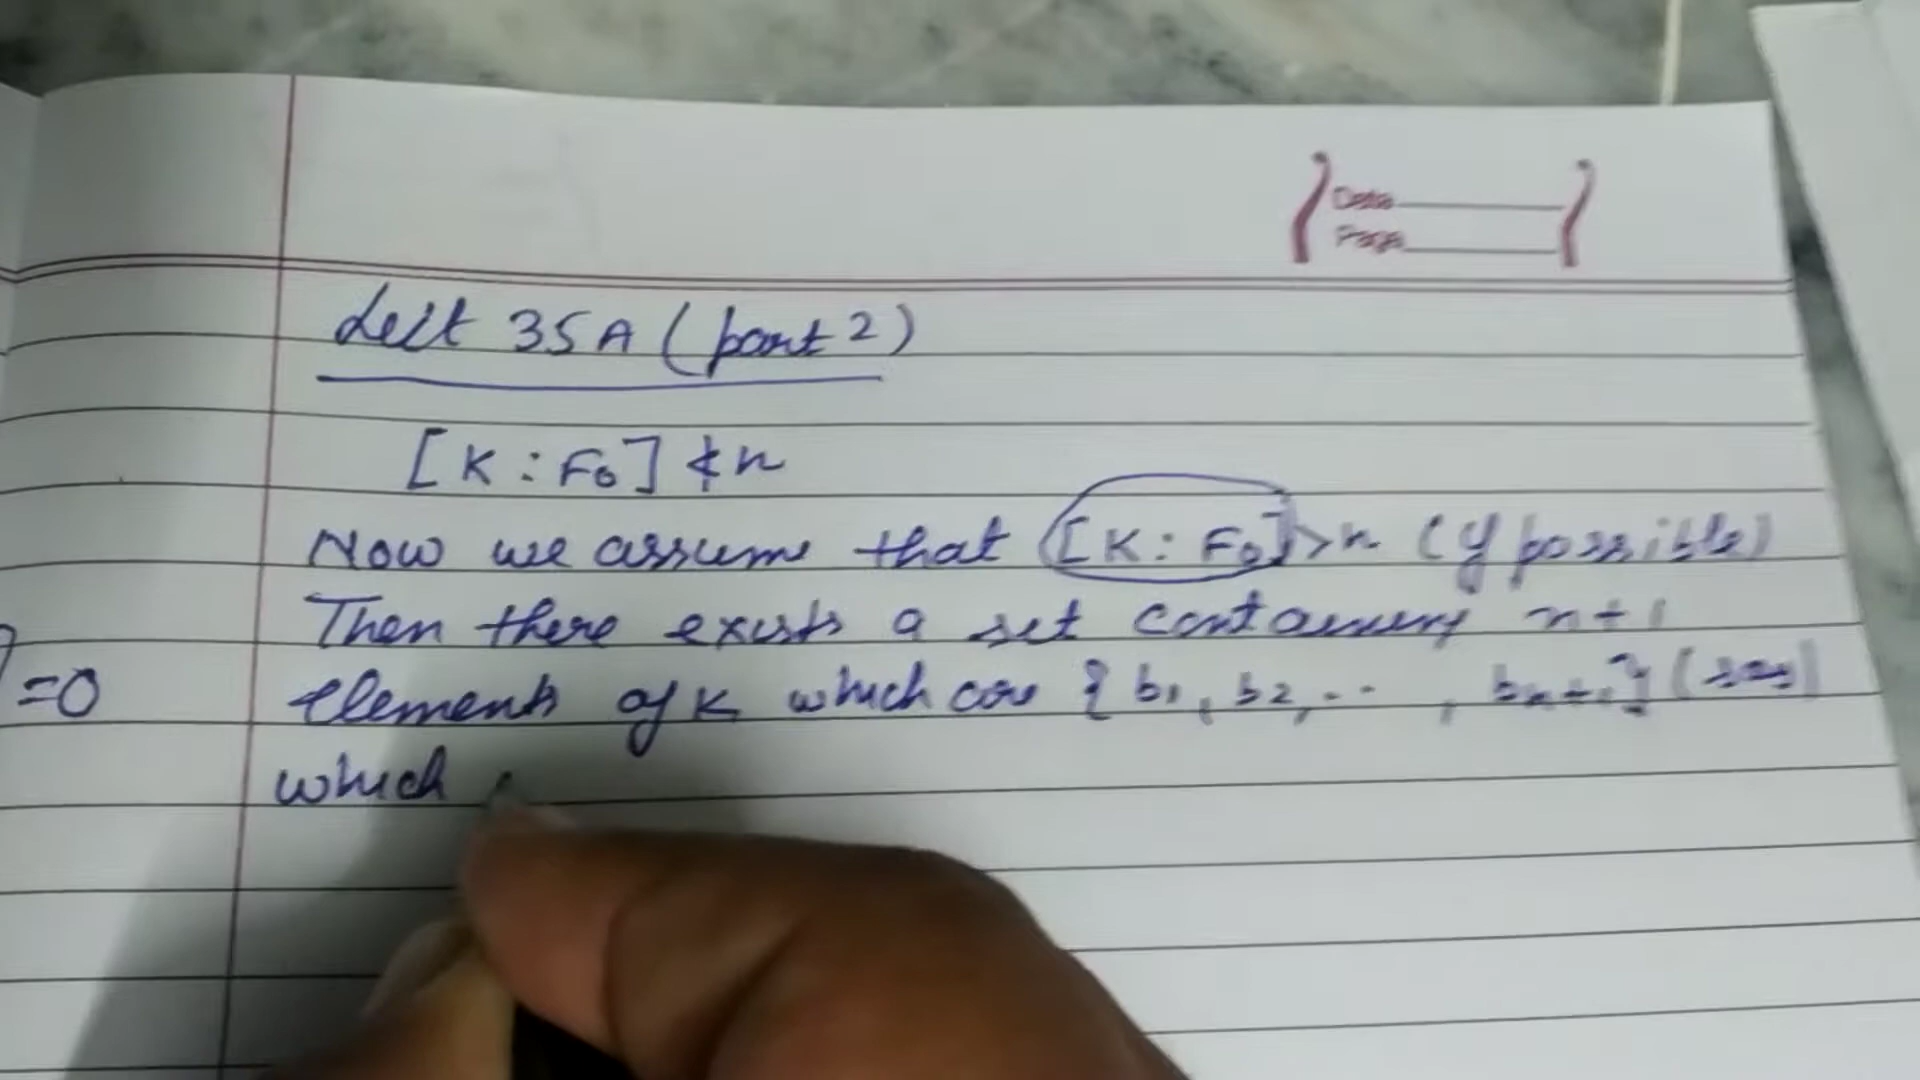 Date
Page
Lect 35A (part 2)
[K : F₀] ≮ n
Now we assume that [K : F₀] > n (if possible)
Then there exists a set containing n+1
=0
elements of K which are { b₁, b₂, .. , bₙ₊₁} (say)
which